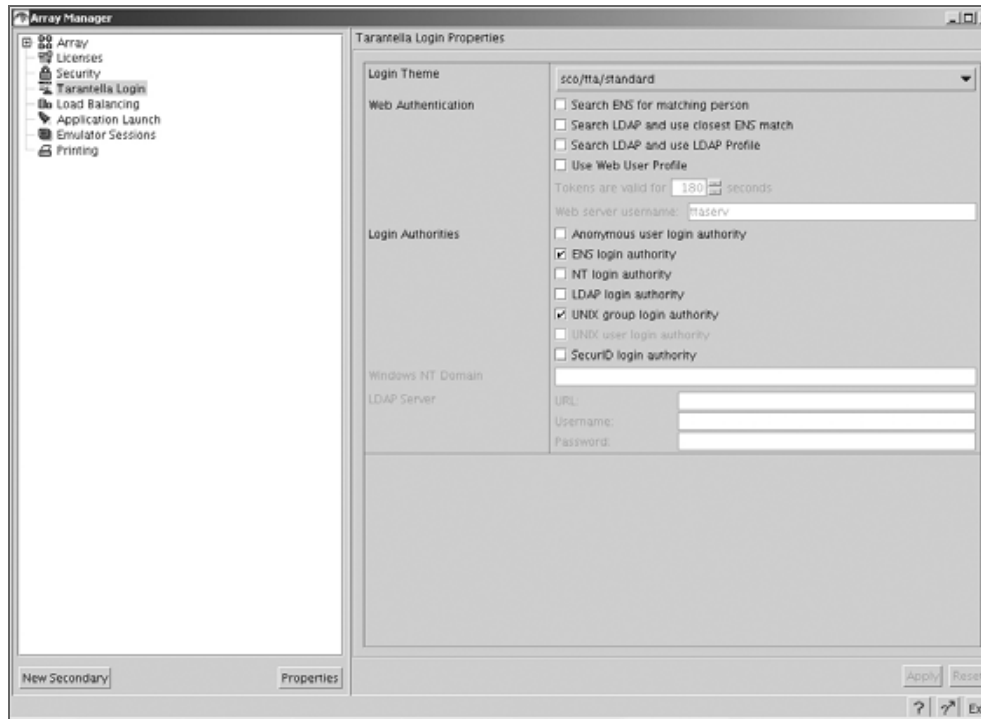 Array Manager
Array
Licenses
Security
Tarantella Login
Load Balancing
Application Launch
Emulator Sessions
Printing
New Secondary
Properties
Tarantella Login Properties
Login Theme
sco/tta/standard
Web Authentication
Search ENS for matching person
Search LDAP and use closest ENS match
Search LDAP and use LDAP Profile
Use Web User Profile
Tokens are valid for 180 seconds
Web server username: ttaserv
Login Authorities
Anonymous user login authority
ENS login authority
NT login authority
LDAP login authority
UNIX group login authority
UNIX user login authority
SecurID login authority
Windows NT Domain
LDAP Server
URL:
Username:
Password:
Apply
Rese
?
?
Ex